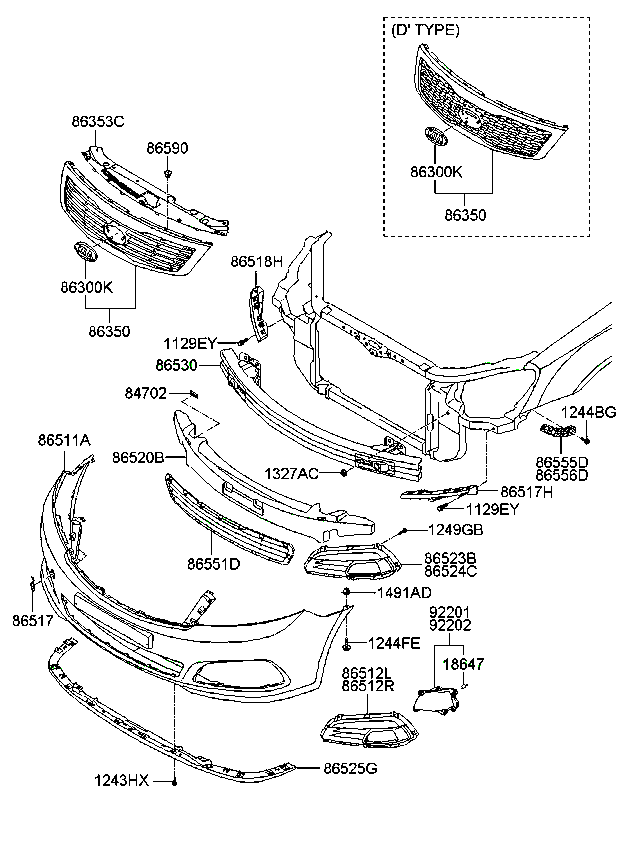 (D' TYPE)
86300K
86350
86353C
86590
86300K
86350
86518H
1129EY
86530
84702
1244BG
86511A
86520B
1327AC
86555D
86556D
86517H
1129EY
1249GB
86551D
86523B
86524C
1491AD
86517
92201
92202
1244FE
18647
86512L
86512R
86525G
1243HX